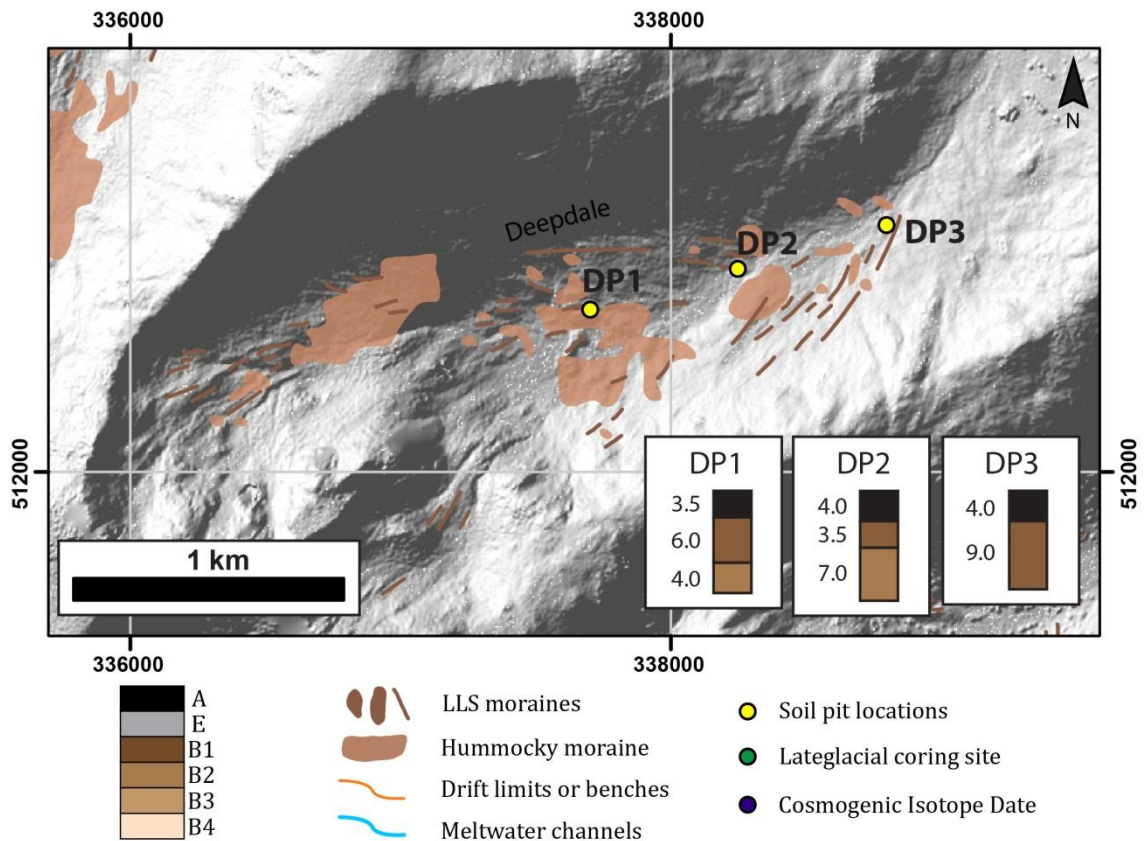 336000
338000
N
Deepdale
DP1
DP2
DP3
512000
512000
DP1
3.5
6.0
4.0
DP2
4.0
3.5
7.0
DP3
4.0
9.0
1 km
336000
338000
A
E
B1
B2
B3
B4
LLS moraines
Hummocky moraine
Drift limits or benches
Meltwater channels
Soil pit locations
Lateglacial coring site
Cosmogenic Isotope Date